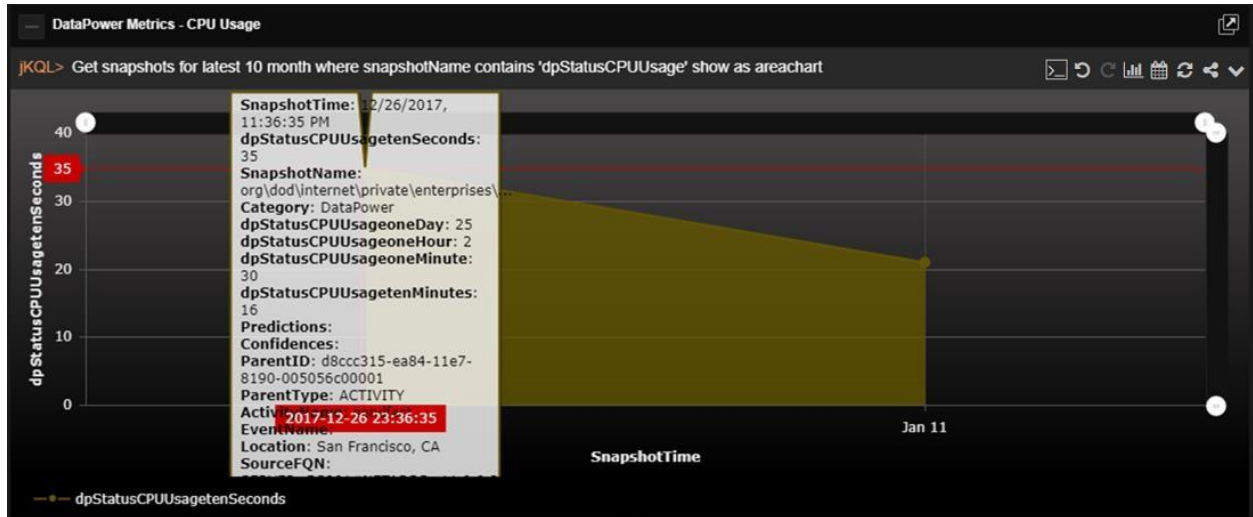 DataPower Metrics - CPU Usage
jKQL> Get snapshots for latest 10 month where snapshotName contains 'dpStatusCPUUsage' show as areachart
SnapshotTime: 12/26/2017,
11:36:35 PM
dpStatusCPUUsagetenSeconds:
35
SnapshotName:
org\dod\internet\private\enterprises\...
Category: DataPower
dpStatusCPUUsageoneDay: 25
dpStatusCPUUsageoneHour: 2
dpStatusCPUUsageoneMinute:
30
dpStatusCPUUsagetenMinutes:
16
Predictions:
Confidences:
ParentID: d8ccc315-ea84-11e7-
8190-005056c00001
ParentType: ACTIVITY
2017-12-26 23:36:35
EventName:
Location: San Francisco, CA
SourceFQN:
dpStatusCPUUsagetenSeconds
40
35
30
20
10
0
Jan 11
SnapshotTime
dpStatusCPUUsagetenSeconds